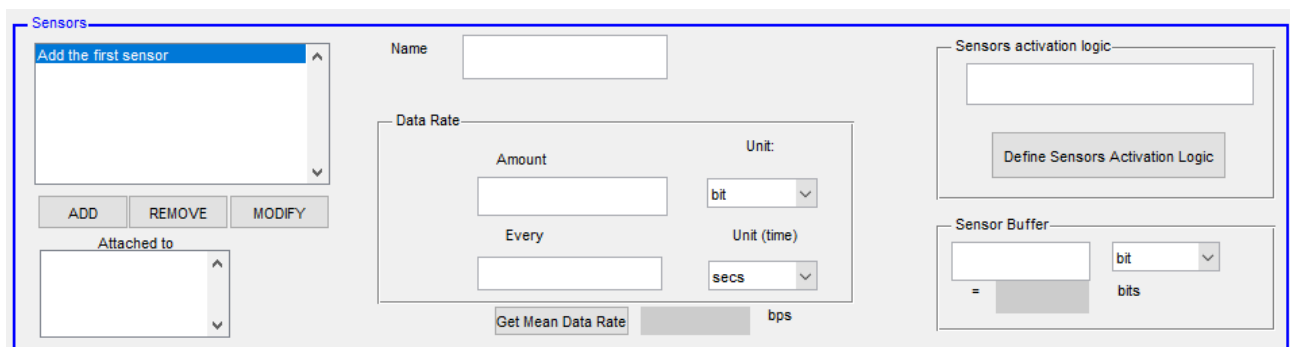 Sensors
Add the first sensor
ADD REMOVE MODIFY
Attached to
Name
Data Rate
Amount Unit:
bit
Every Unit (time)
secs
Get Mean Data Rate bps
Sensors activation logic
Define Sensors Activation Logic
Sensor Buffer
bit
= bits